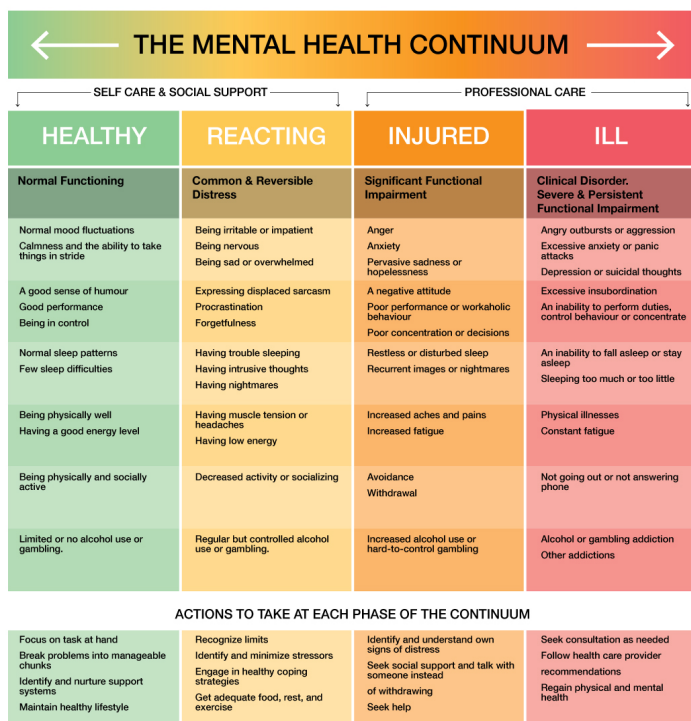 THE MENTAL HEALTH CONTINUUM
SELF CARE & SOCIAL SUPPORT
PROFESSIONAL CARE
HEALTHY
REACTING
INJURED
ILL
Normal Functioning
Common & Reversible
Distress
Significant Functional
Impairment
Clinical Disorder.
Severe & Persistent
Functional Impairment
Normal mood fluctuations
Calmness and the ability to take
things in stride
Being irritable or impatient
Being nervous
Being sad or overwhelmed
Anger
Anxiety
Pervasive sadness or
hopelessness
Angry outbursts or aggression
Excessive anxiety or panic
attacks
Depression or suicidal thoughts
A good sense of humour
Good performance
Being in control
Expressing displaced sarcasm
Procrastination
Forgetfulness
A negative attitude
Poor performance or workaholic
behaviour
Poor concentration or decisions
Excessive insubordination
An inability to perform duties,
control behaviour or concentrate
Normal sleep patterns
Few sleep difficulties
Having trouble sleeping
Having intrusive thoughts
Having nightmares
Restless or disturbed sleep
Recurrent images or nightmares
An inability to fall asleep or stay
asleep
Sleeping too much or too little
Being physically well
Having a good energy level
Having muscle tension or
headaches
Having low energy
Increased aches and pains
Increased fatigue
Physical illnesses
Constant fatigue
Being physically and socially
active
Decreased activity or socializing
Avoidance
Withdrawal
Not going out or not answering
phone
Limited or no alcohol use or
gambling.
Regular but controlled alcohol
use or gambling.
Increased alcohol use or
hard-to-control gambling
Alcohol or gambling addiction
Other addictions
ACTIONS TO TAKE AT EACH PHASE OF THE CONTINUUM
Focus on task at hand
Break problems into manageable
chunks
Identify and nurture support
systems
Maintain healthy lifestyle
Recognize limits
Identify and minimize stressors
Engage in healthy coping
strategies
Get adequate food, rest, and
exercise
Identify and understand own
signs of distress
Seek social support and talk with
someone instead
of withdrawing
Seek help
Seek consultation as needed
Follow health care provider
recommendations
Regain physical and mental
health